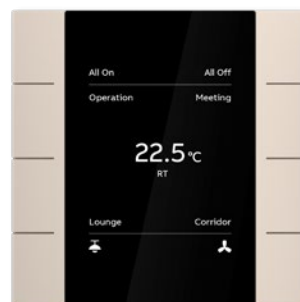 All On All Off
Operation Meeting
22.5 °C
RT
Lounge Corridor